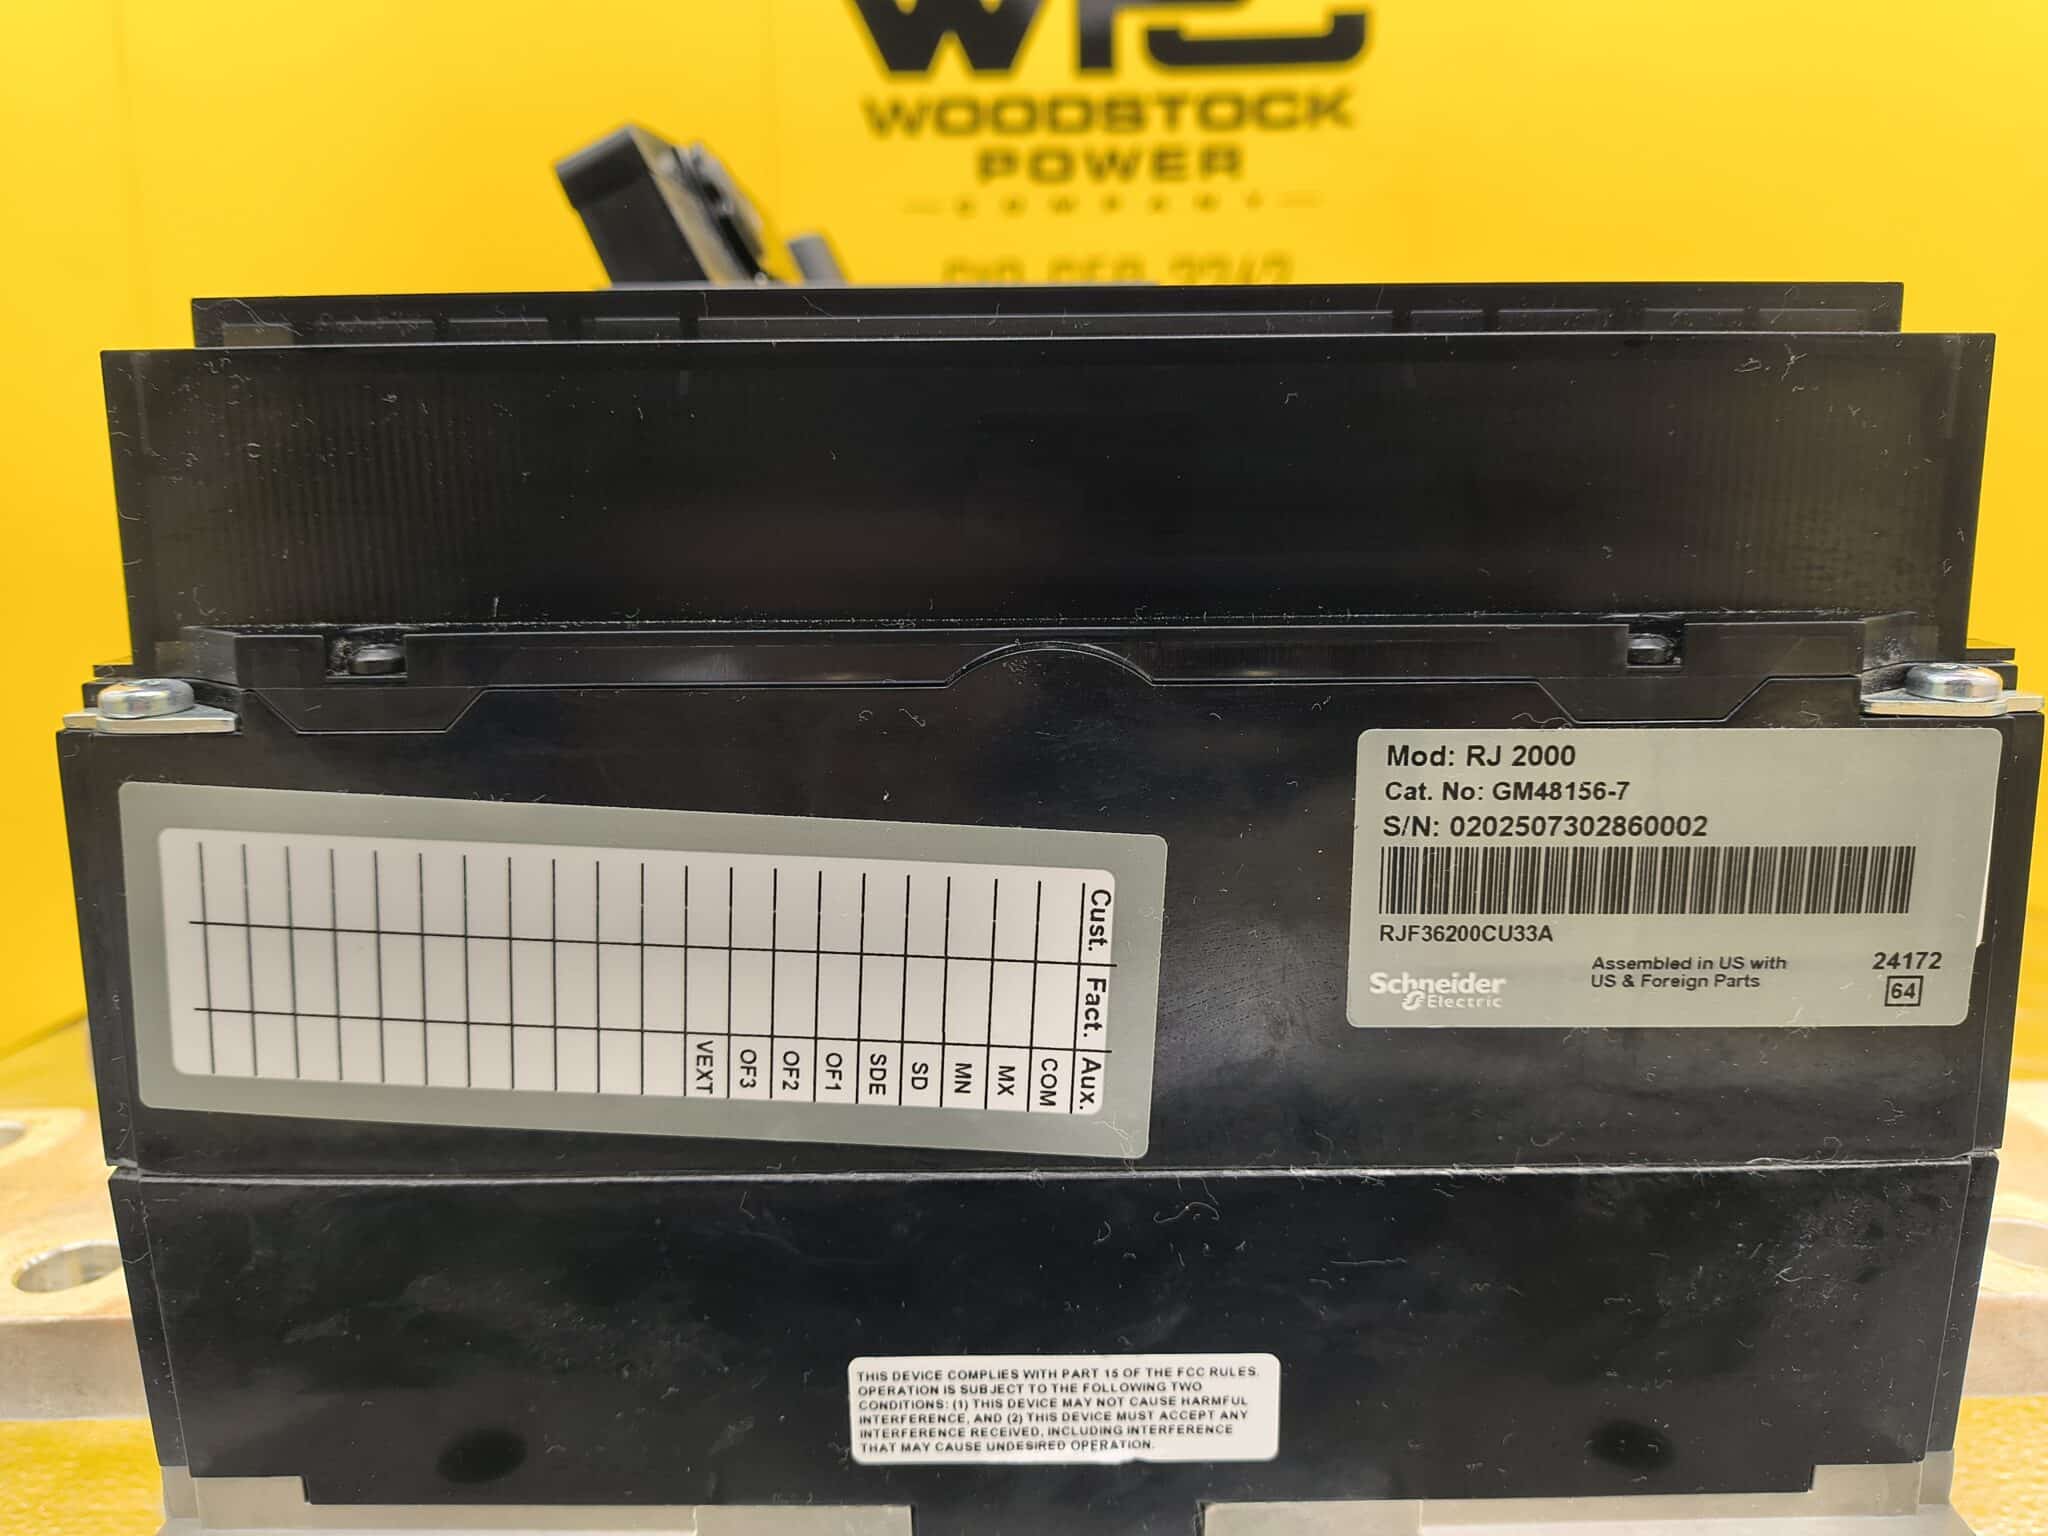 WPC
WOODSTOCK
POWER
COMPANY
Mod: RJ 2000
Cat. No: GM48156-7
S/N: 0202507302860002
RJF36200CU33A
Schneider
Electric
Assembled in US with
US & Foreign Parts
24172
64
Cust. Fact. Aux.
COM
MX
MN
SD
SDE
OF1
OF2
OF3
VEXT
THIS DEVICE COMPLIES WITH PART 15 OF THE FCC RULES.
OPERATION IS SUBJECT TO THE FOLLOWING TWO
CONDITIONS: (1) THIS DEVICE MAY NOT CAUSE HARMFUL
INTERFERENCE, AND (2) THIS DEVICE MUST ACCEPT ANY
INTERFERENCE RECEIVED, INCLUDING INTERFERENCE
THAT MAY CAUSE UNDESIRED OPERATION.